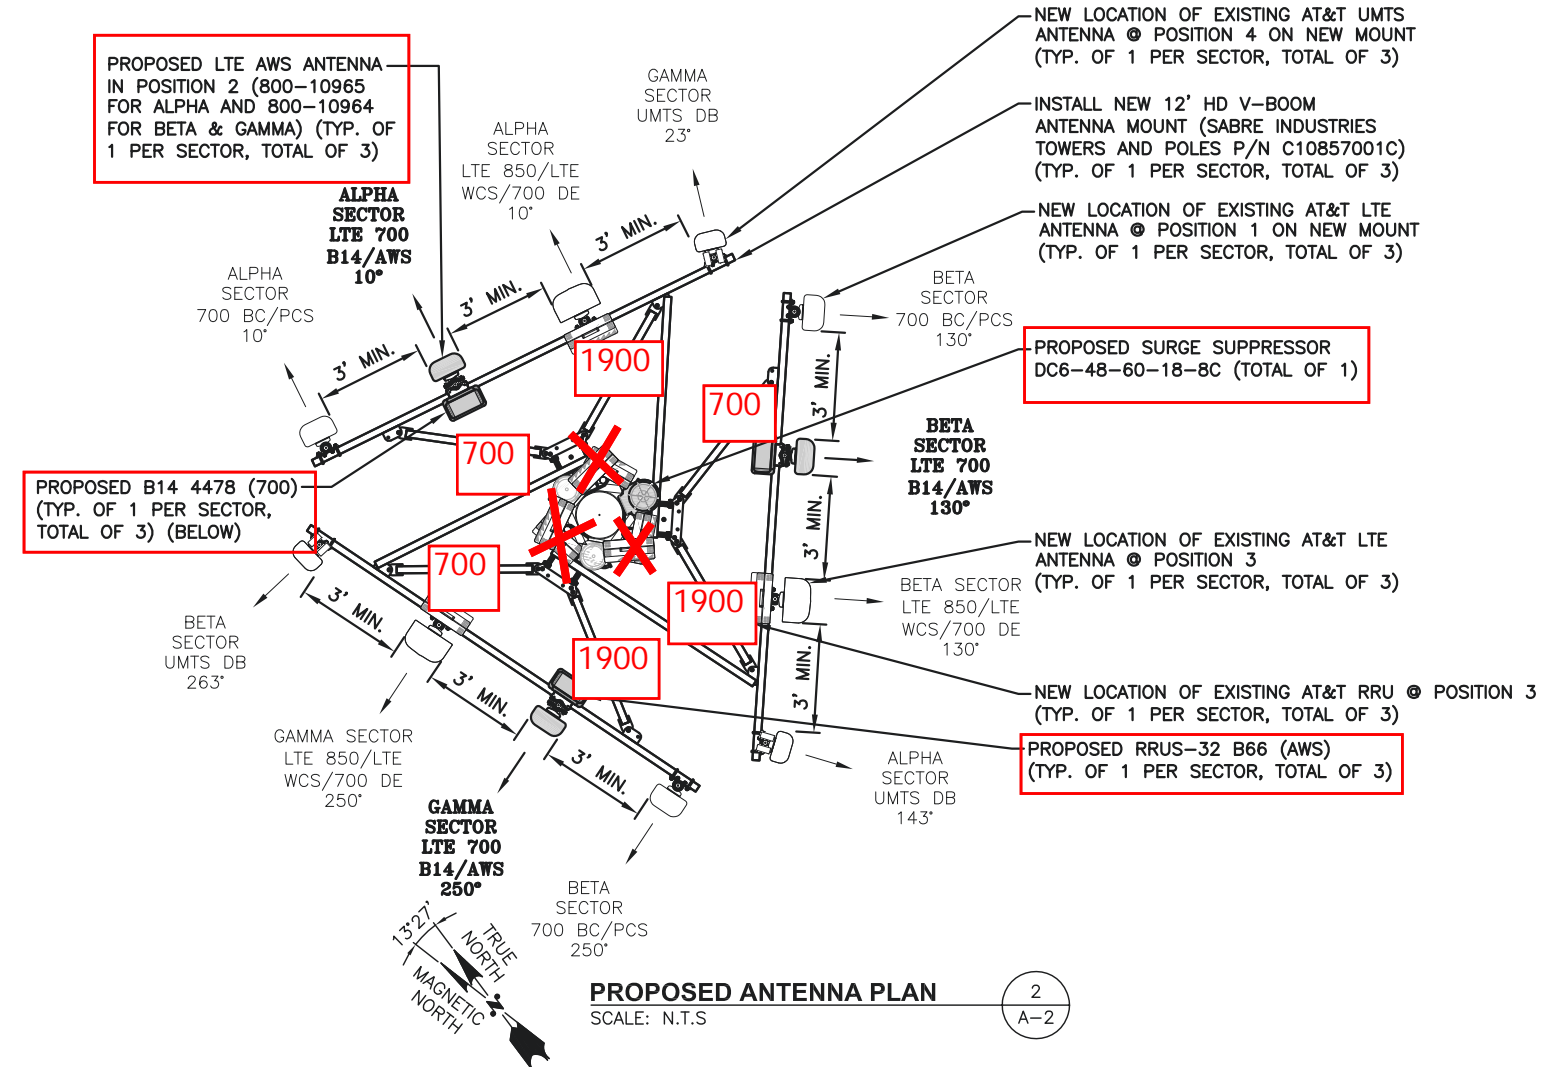 PROPOSED LTE AWS ANTENNA
IN POSITION 2 (800-10965
FOR ALPHA AND 800-10964
FOR BETA & GAMMA) (TYP. OF
1 PER SECTOR, TOTAL OF 3)
ALPHA
SECTOR
LTE 700
B14/AWS
10°
ALPHA
SECTOR
LTE 850/LTE
WCS/700 DE
10°
GAMMA
SECTOR
UMTS DB
23°
NEW LOCATION OF EXISTING AT&T UMTS
ANTENNA @ POSITION 4 ON NEW MOUNT
(TYP. OF 1 PER SECTOR, TOTAL OF 3)
INSTALL NEW 12' HD V-BOOM
ANTENNA MOUNT (SABRE INDUSTRIES
TOWERS AND POLES P/N C10857001C)
(TYP. OF 1 PER SECTOR, TOTAL OF 3)
NEW LOCATION OF EXISTING AT&T LTE
ANTENNA @ POSITION 1 ON NEW MOUNT
(TYP. OF 1 PER SECTOR, TOTAL OF 3)
ALPHA
SECTOR
700 BC/PCS
10°
3' MIN.
3' MIN.
3' MIN.
BETA
SECTOR
700 BC/PCS
130°
PROPOSED SURGE SUPPRESSOR
DC6-48-60-18-8C (TOTAL OF 1)
1900
700
700
3' MIN.
BETA
SECTOR
LTE 700
B14/AWS
130°
PROPOSED B14 4478 (700)
(TYP. OF 1 PER SECTOR,
TOTAL OF 3) (BELOW)
3' MIN.
NEW LOCATION OF EXISTING AT&T LTE
ANTENNA @ POSITION 3
(TYP. OF 1 PER SECTOR, TOTAL OF 3)
700
1900
1900
BETA SECTOR
LTE 850/LTE
WCS/700 DE
130°
3' MIN.
BETA
SECTOR
UMTS DB
263°
3' MIN.
3' MIN.
3' MIN.
NEW LOCATION OF EXISTING AT&T RRU @ POSITION 3
(TYP. OF 1 PER SECTOR, TOTAL OF 3)
PROPOSED RRUS-32 B66 (AWS)
(TYP. OF 1 PER SECTOR, TOTAL OF 3)
GAMMA SECTOR
LTE 850/LTE
WCS/700 DE
250°
ALPHA
SECTOR
UMTS DB
143°
GAMMA
SECTOR
LTE 700
B14/AWS
250°
BETA
SECTOR
700 BC/PCS
250°
13°27'
TRUE
NORTH
MAGNETIC
NORTH
N
PROPOSED ANTENNA PLAN
SCALE: N.T.S
2
A-2